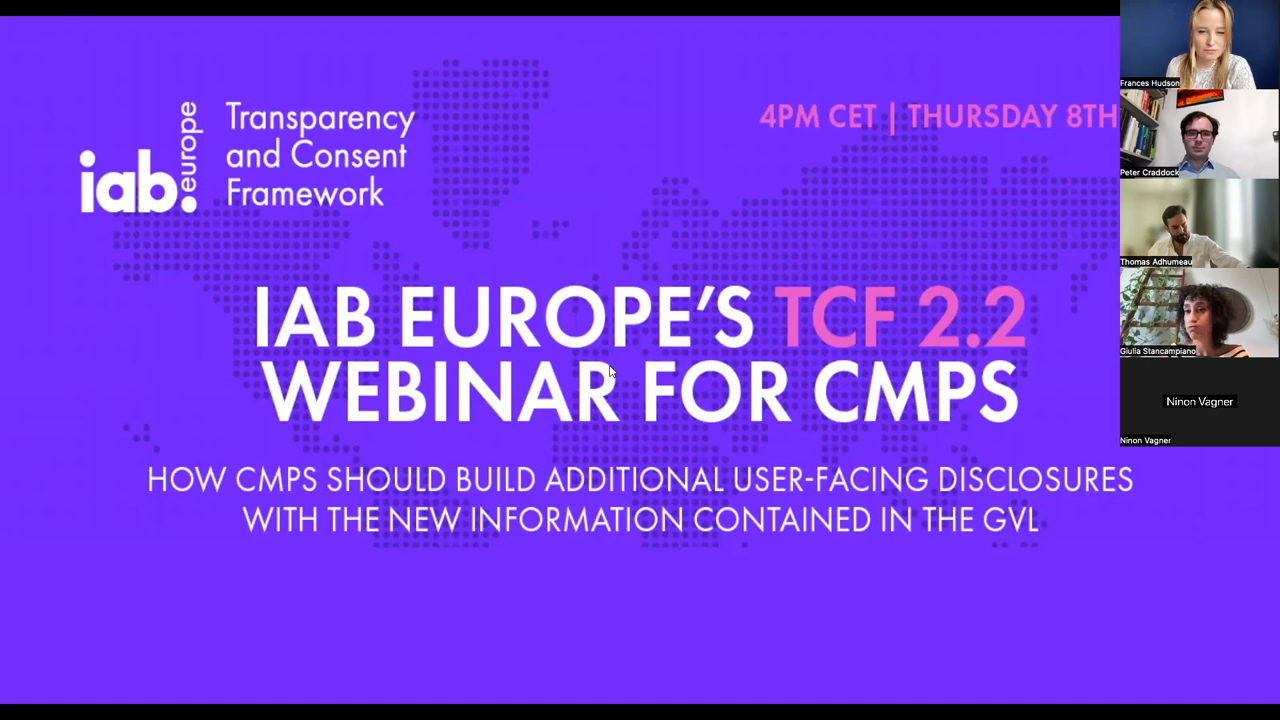 iab.
europe
Transparency
and Consent
Framework
4PM CET | THURSDAY 8TH
IAB EUROPE’S TCF 2.2
WEBINAR FOR CMPS
HOW CMPS SHOULD BUILD ADDITIONAL USER-FACING DISCLOSURES
WITH THE NEW INFORMATION CONTAINED IN THE GVL
Frances Hudson
Peter Craddock
Thomas Adhumeau
Giulia Stancampiano
Ninon Vagner
Ninon Vagner